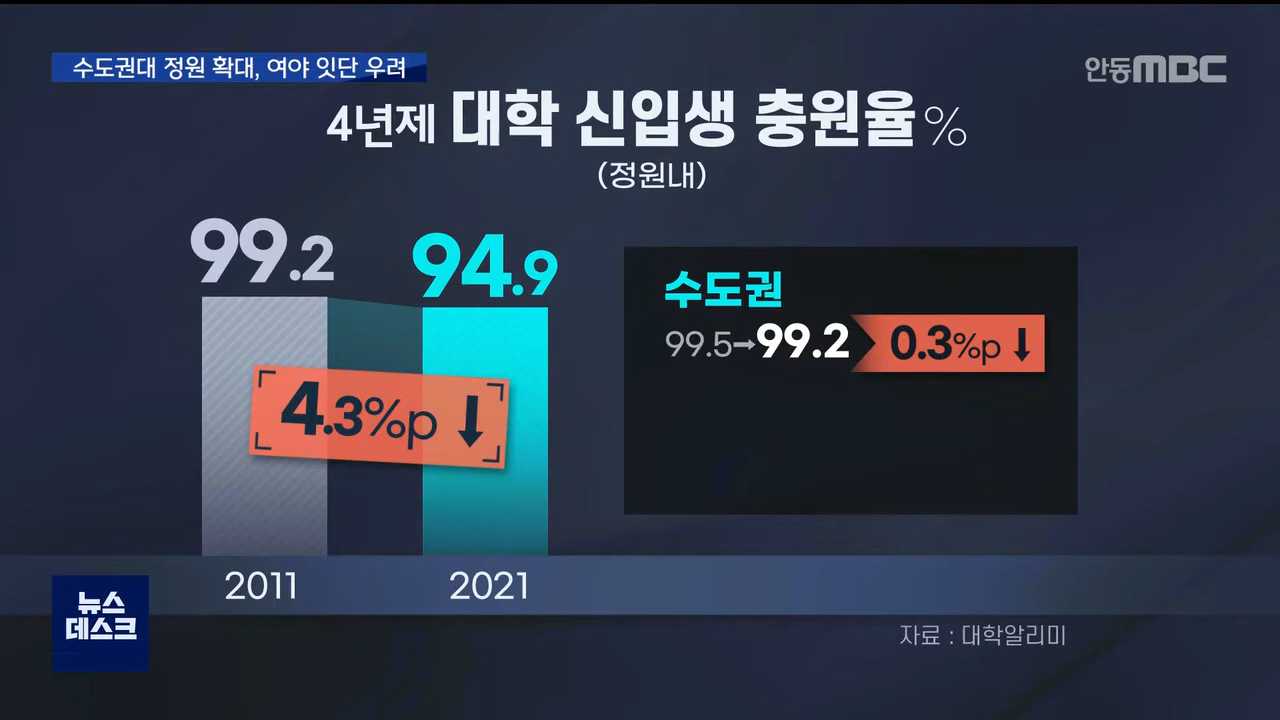 수도권대 정원 확대, 여야 잇단 우려
안동MBC
4년제 대학 신입생 충원율 %
(정원내)
99.2
94.9
4.3%p ↓
2011
2021
수도권
99.5→99.2 0.3%p ↓
뉴스
데스크
자료 : 대학알리미